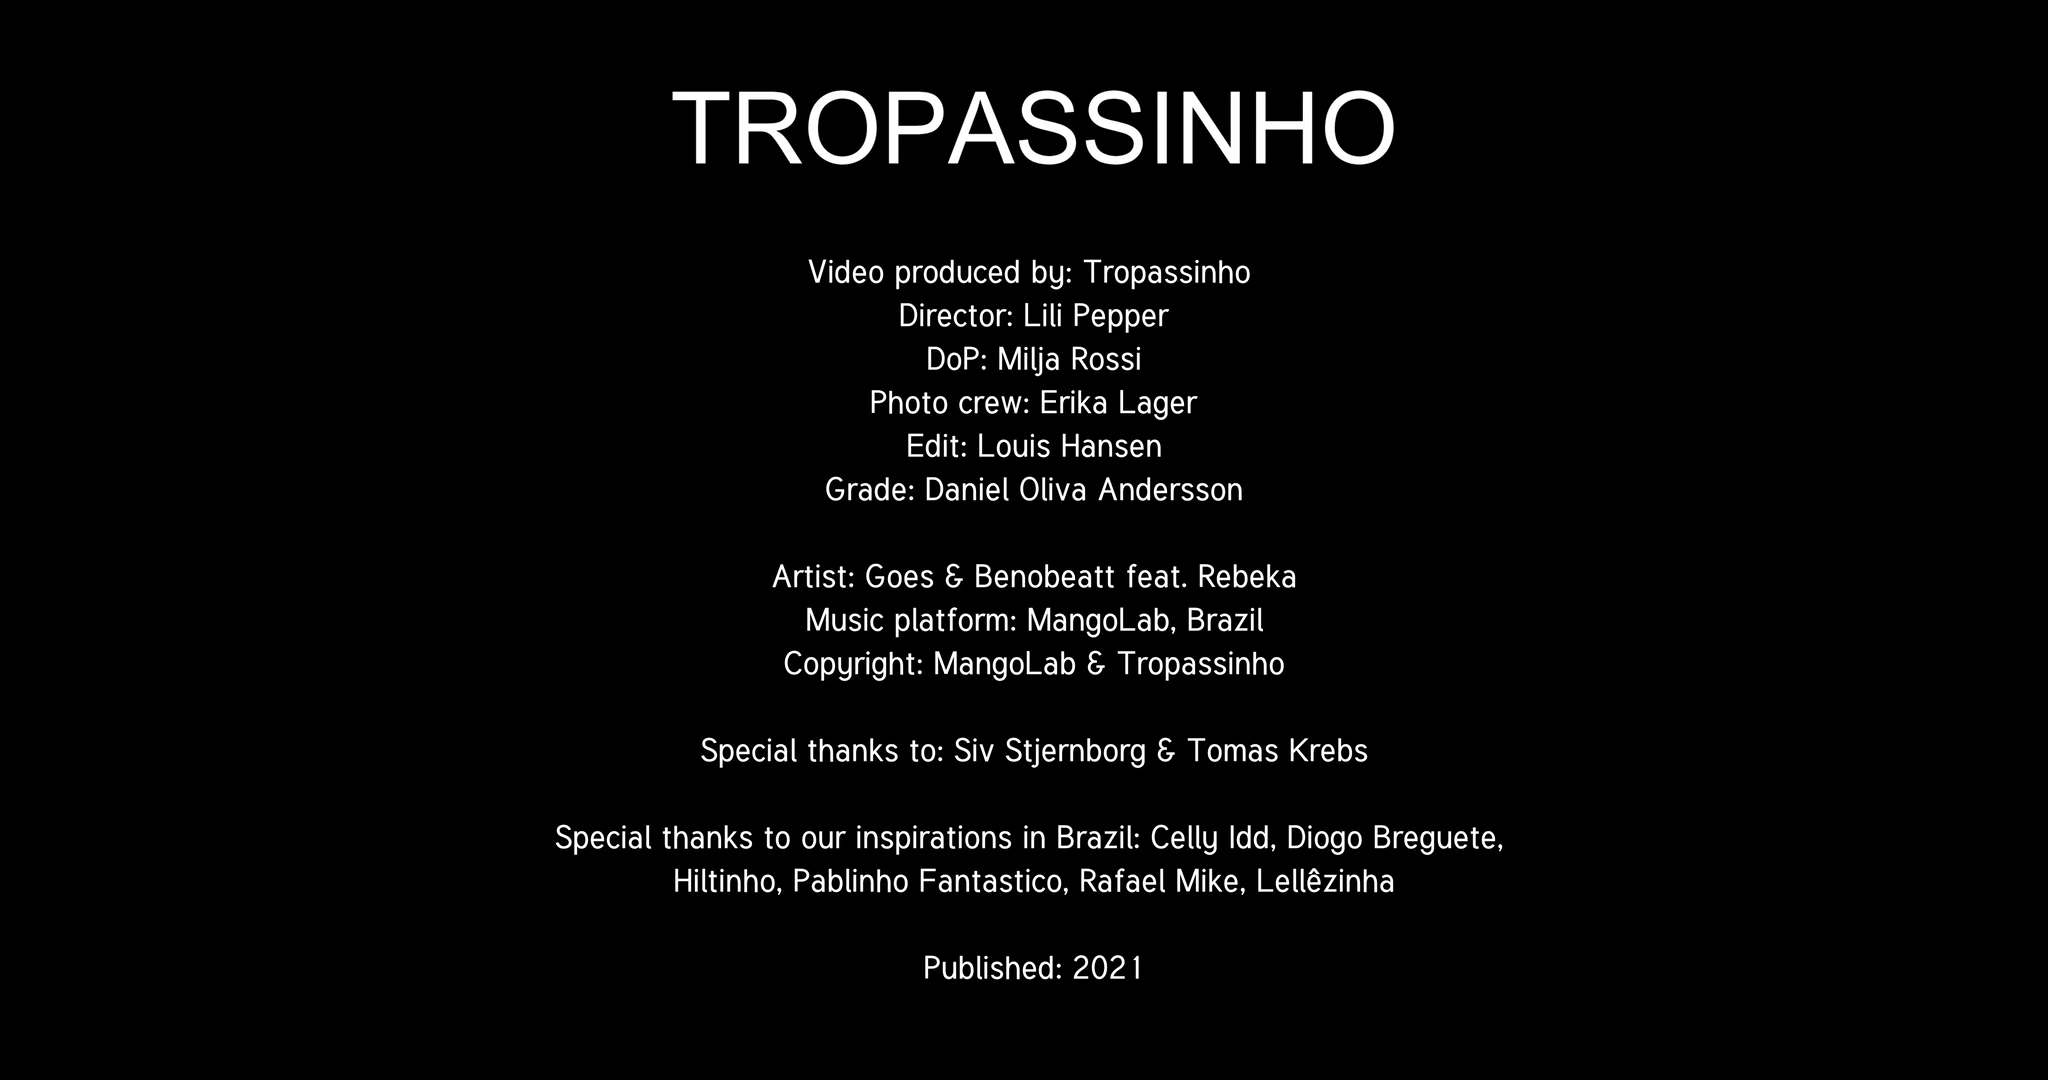 TROPASSINHO
Video produced by: Tropassinho
Director: Lili Pepper
DoP: Milja Rossi
Photo crew: Erika Lager
Edit: Louis Hansen
Grade: Daniel Oliva Andersson
Artist: Goes & Benobeatt feat. Rebeka
Music platform: MangoLab, Brazil
Copyright: MangoLab & Tropassinho
Special thanks to: Siv Stjernborg & Tomas Krebs
Special thanks to our inspirations in Brazil: Celly Idd, Diogo Breguete,
Hiltinho, Pablinho Fantastico, Rafael Mike, Lellêzinha
Published: 2021